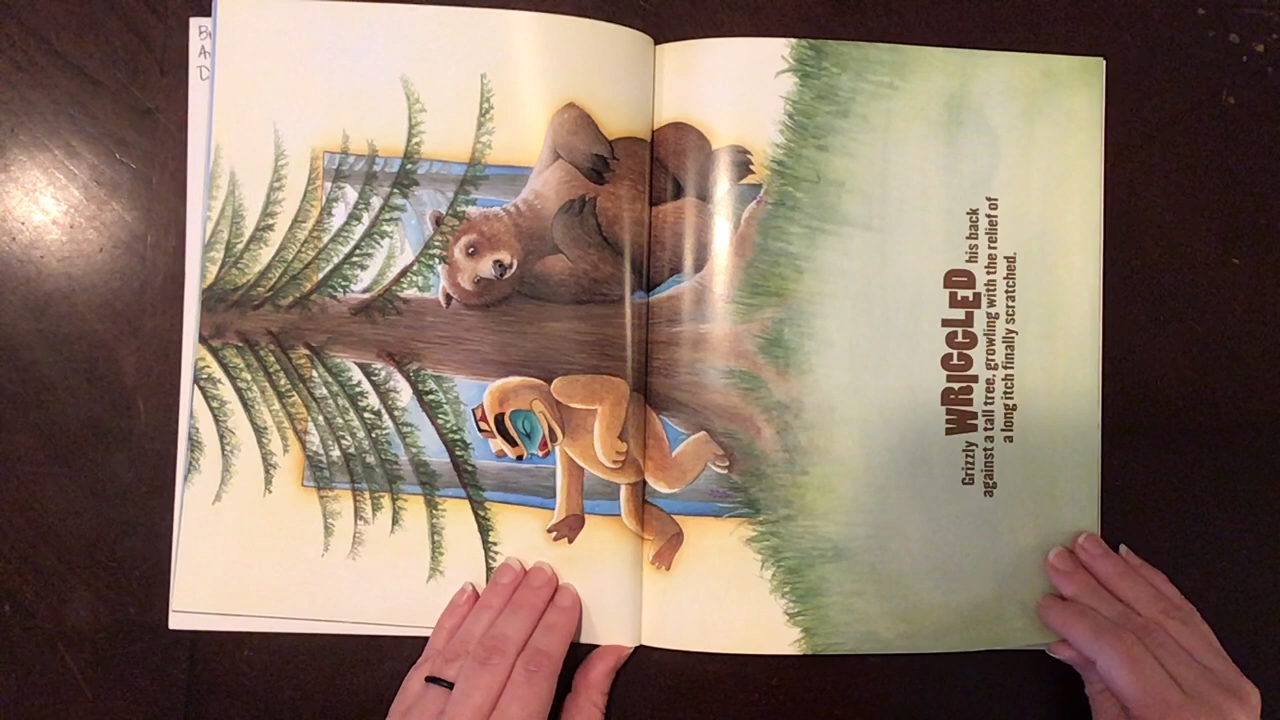 Grizzly WRIGGLED his back
against a tall tree, growling with the relief of
a long itch finally scratched.